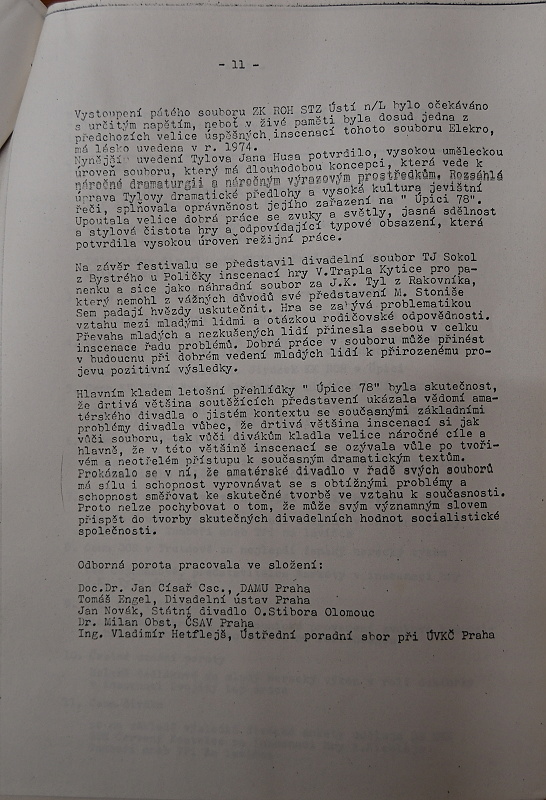 - 11 -
Vystoupení pátého souboru ZK ROH STZ Ústí n/L bylo očekáváno
s určitým napětím, neboť v živé paměti byla dosud jedna z
předchozích velice úspěšných inscenací tohoto souboru Elekro,
má lásko uvedena v r. 1974.
Nynější uvedení Tylova Jana Husa potvrdilo, vysokou uměleckou
úroveň souboru, který má dlouhodobou koncepci, která vede k
náročné dramaturgii a náročným výrazovým prostředkům. Rozsáhlá
úprava Tylovy dramatické předlohy a vysoká kultura jevištní
řeči, splňovala oprávněnost jejího zařazení na " Úpici 78".
Upoutala velice dobrá práce se zvuky a světly, jasná sdělnost
a stylová čistota hry a odpovídající typové obsazení, která
potvrdila vysokou úroveň režijní práce.
Na závěr festivalu se představil divadelní soubor TJ Sokol
z Bystrého u Poličky inscenací hry V.Trapla Kytice pro pa-
nenku a sice jako náhradní soubor za J.K. Tyl z Rakovníka,
který nemohl z vážných důvodů své představení M. Stoniše
Sem padají hvězdy uskutečnit. Hra se zabývá problematikou
vztahu mezi mladými lidmi a otázkou rodičovské odpovědnosti.
Převaha mladých a nezkušených lidí přinesla ssebou v celku
inscenace řadu problémů. Dobrá práce v souboru může přinést
v budoucnu při dobrém vedení mladých lidí k přirozenému pro-
jevu pozitivní výsledky.
Hlavním kladem letošní přehlídky " Úpice 78" byla skutečnost,
že drtivá většina soutěžících představení ukázala vědomí ama-
térského divadla o jistém kontextu se současnými základními
problémy divadla vůbec, že drtivá většina inscenací si jak
vůči souboru, tak vůči divákům kladla velice náročné cíle a
hlavně, že v této většině inscenací se ozývala vůle po tvoři-
vém a neotřelém přístupu k současným dramatickým textům.
Prokázalo se v ní, že amatérské divadlo v řadě svých souborů
má sílu i schopnost vyrovnávat se s obtížnými problémy a
schopnost směřovat ke skutečné tvorbě ve vztahu k současnosti.
Proto nelze pochybovat o tom, že může svým významným slovem
přispět do tvorby skutečných divadelních hodnot socialistické
společnosti.
Odborná porota pracovala ve složení:
Doc.Dr. Jan Císař Csc., DAMU Praha
Tomáš Engel, Divadelní ústav Praha
Jan Novák, Státní divadlo O.Stibora Olomouc
Dr. Milan Obst, ČSAV Praha
Ing. Vladimír Hetflejš, Ústřední poradní sbor při ÚVKČ Praha